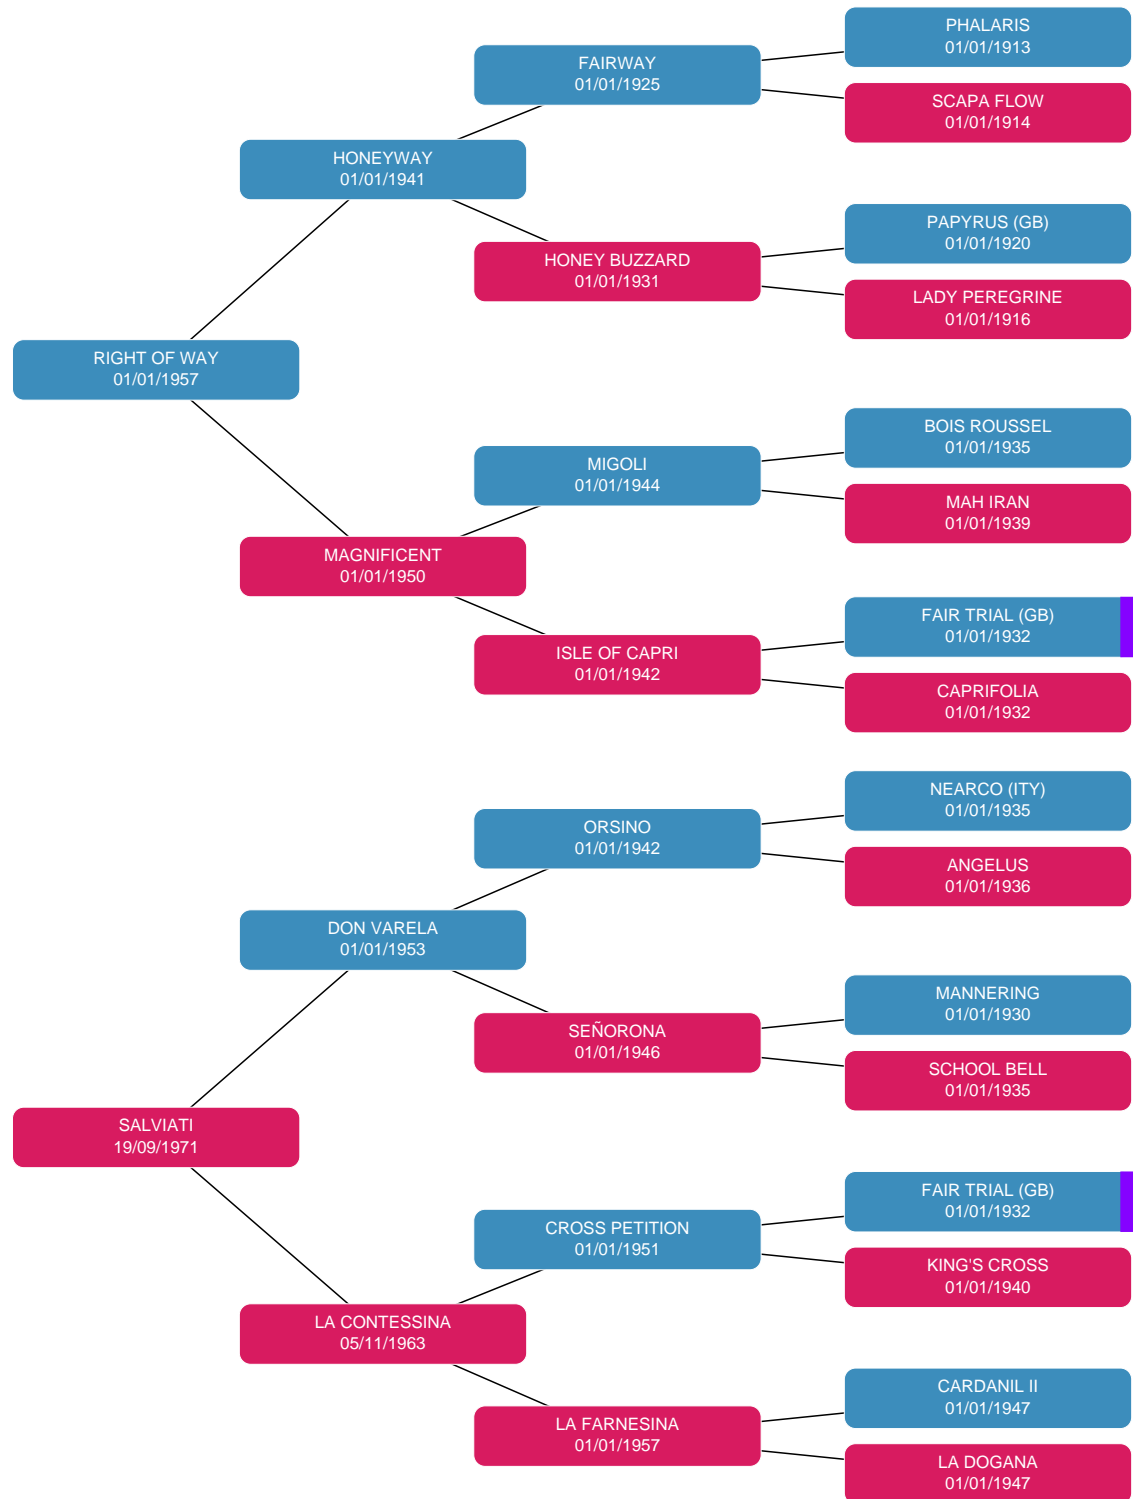 PHALARIS
01/01/1913
FAIRWAY
01/01/1925
SCAPA FLOW
01/01/1914
HONEYWAY
01/01/1941
PAPYRUS (GB)
01/01/1920
HONEY BUZZARD
01/01/1931
LADY PEREGRINE
01/01/1916
RIGHT OF WAY
01/01/1957
BOIS ROUSSEL
01/01/1935
MIGOLI
01/01/1944
MAH IRAN
01/01/1939
MAGNIFICENT
01/01/1950
FAIR TRIAL (GB)
01/01/1932
ISLE OF CAPRI
01/01/1942
CAPRIFOLIA
01/01/1932
NEARCO (ITY)
01/01/1935
ORSINO
01/01/1942
ANGELUS
01/01/1936
DON VARELA
01/01/1953
MANNERING
01/01/1930
SEÑORONA
01/01/1946
SCHOOL BELL
01/01/1935
SALVIATI
19/09/1971
FAIR TRIAL (GB)
01/01/1932
CROSS PETITION
01/01/1951
KING'S CROSS
01/01/1940
LA CONTESSINA
05/11/1963
CARDANIL II
01/01/1947
LA FARNESINA
01/01/1957
LA DOGANA
01/01/1947